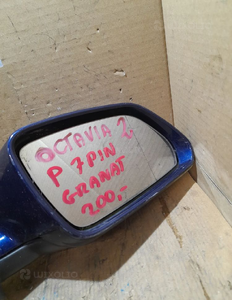 OCTAVIA 2
P 7PIN
GRANAT
200,-